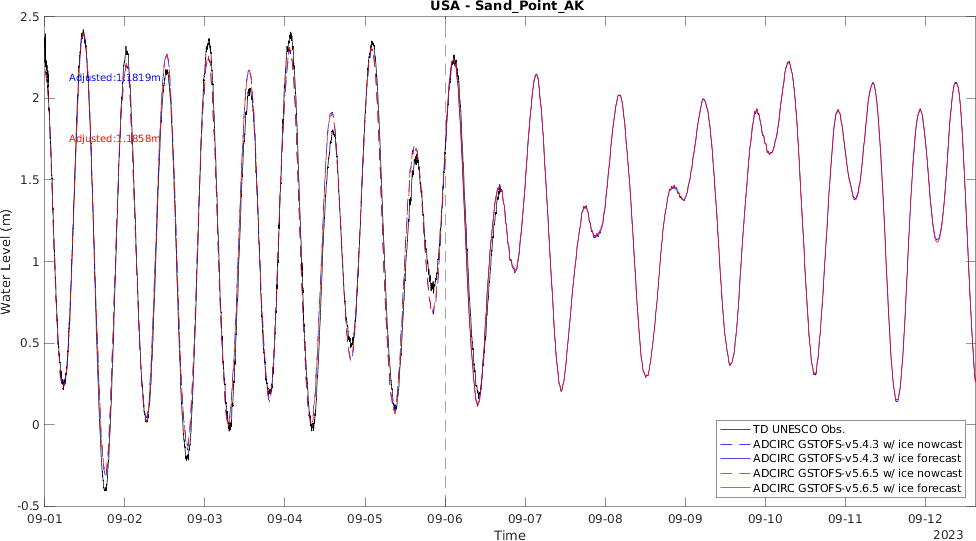 USA - Sand_Point_AK
2.5
2
1.5
1
0.5
0
-0.5
Water Level (m)
Adjusted:1.1819m
Adjusted:1.1858m
TD UNESCO Obs.
ADCIRC GSTOFS-v5.4.3 w/ ice nowcast
ADCIRC GSTOFS-v5.4.3 w/ ice forecast
ADCIRC GSTOFS-v5.6.5 w/ ice nowcast
ADCIRC GSTOFS-v5.6.5 w/ ice forecast
09-01 09-02 09-03 09-04 09-05 09-06 09-07 09-08 09-09 09-10 09-11 09-12
Time
2023